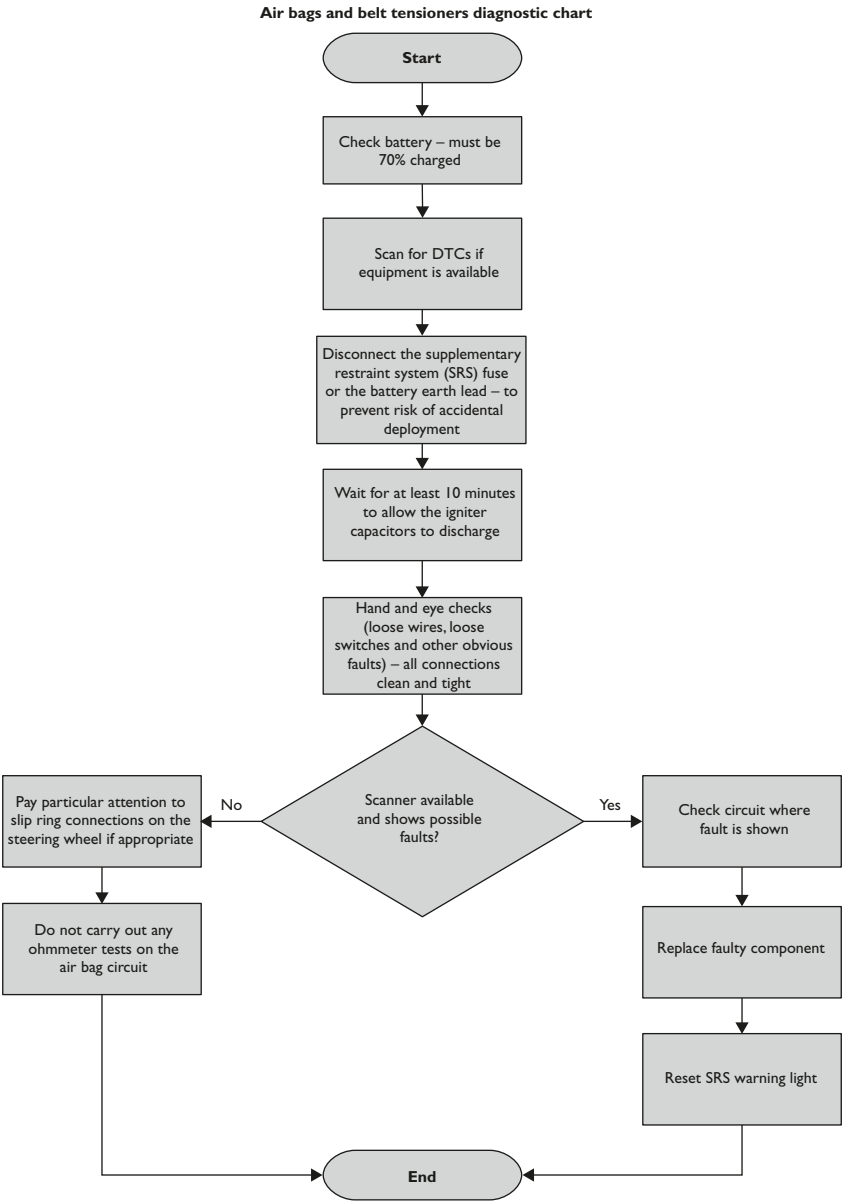 Air bags and belt tensioners diagnostic chart
Start
Check battery – must be
70% charged
Scan for DTCs if
equipment is available
Disconnect the supplementary
restraint system (SRS) fuse
or the battery earth lead – to
prevent risk of accidental
deployment
Wait for at least 10 minutes
to allow the igniter
capacitors to discharge
Hand and eye checks
(loose wires, loose
switches and other obvious
faults) – all connections
clean and tight
Scanner available
and shows possible
faults?
No
Pay particular attention to
slip ring connections on the
steering wheel if appropriate
Do not carry out any
ohmmeter tests on the
air bag circuit
Yes
Check circuit where
fault is shown
Replace faulty component
Reset SRS warning light
End